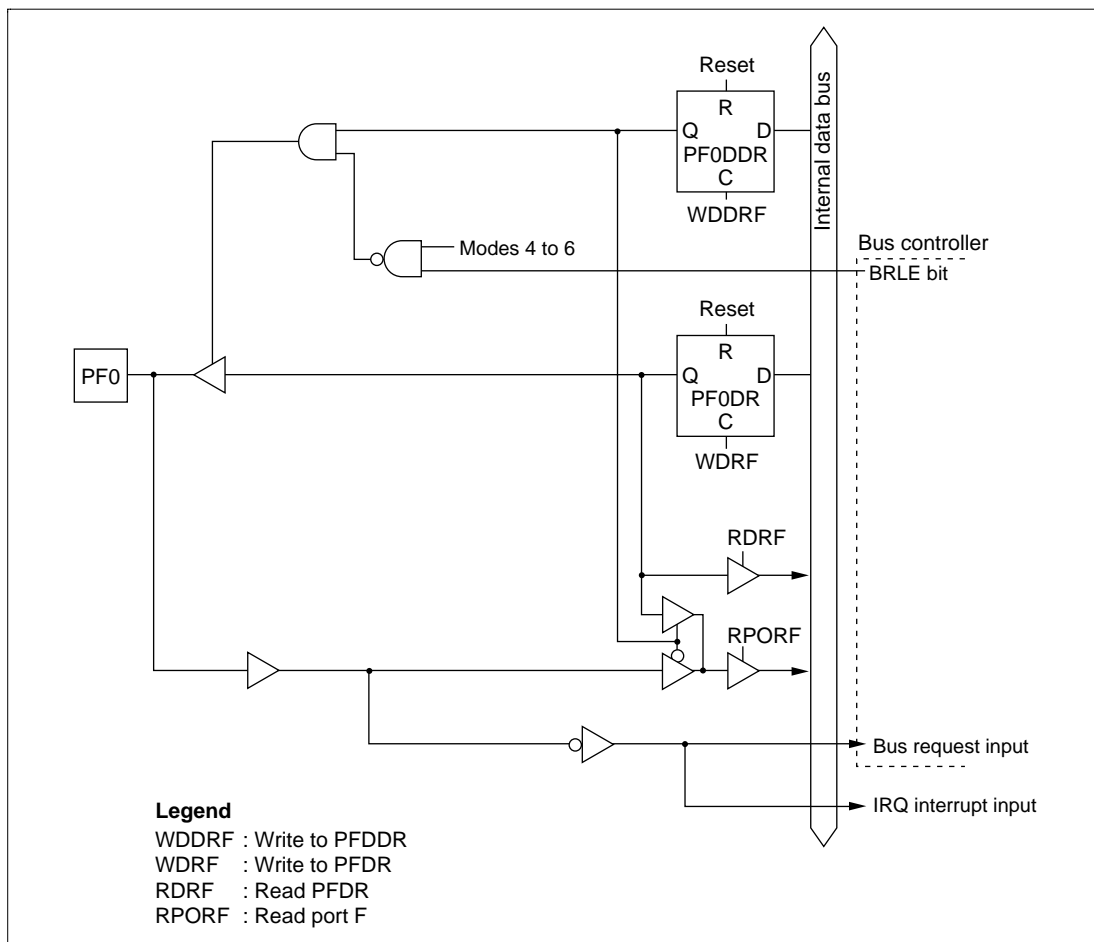 Reset
R
Q D
PF0DDR
C
WDDRF
Internal data bus
Modes 4 to 6
Bus controller
BRLE bit
Reset
R
PF0
Q D
PF0DR
C
WDRF
RDRF
RPORF
Bus request input
IRQ interrupt input
Legend
WDDRF : Write to PFDDR
WDRF : Write to PFDR
RDRF : Read PFDR
RPORF : Read port F